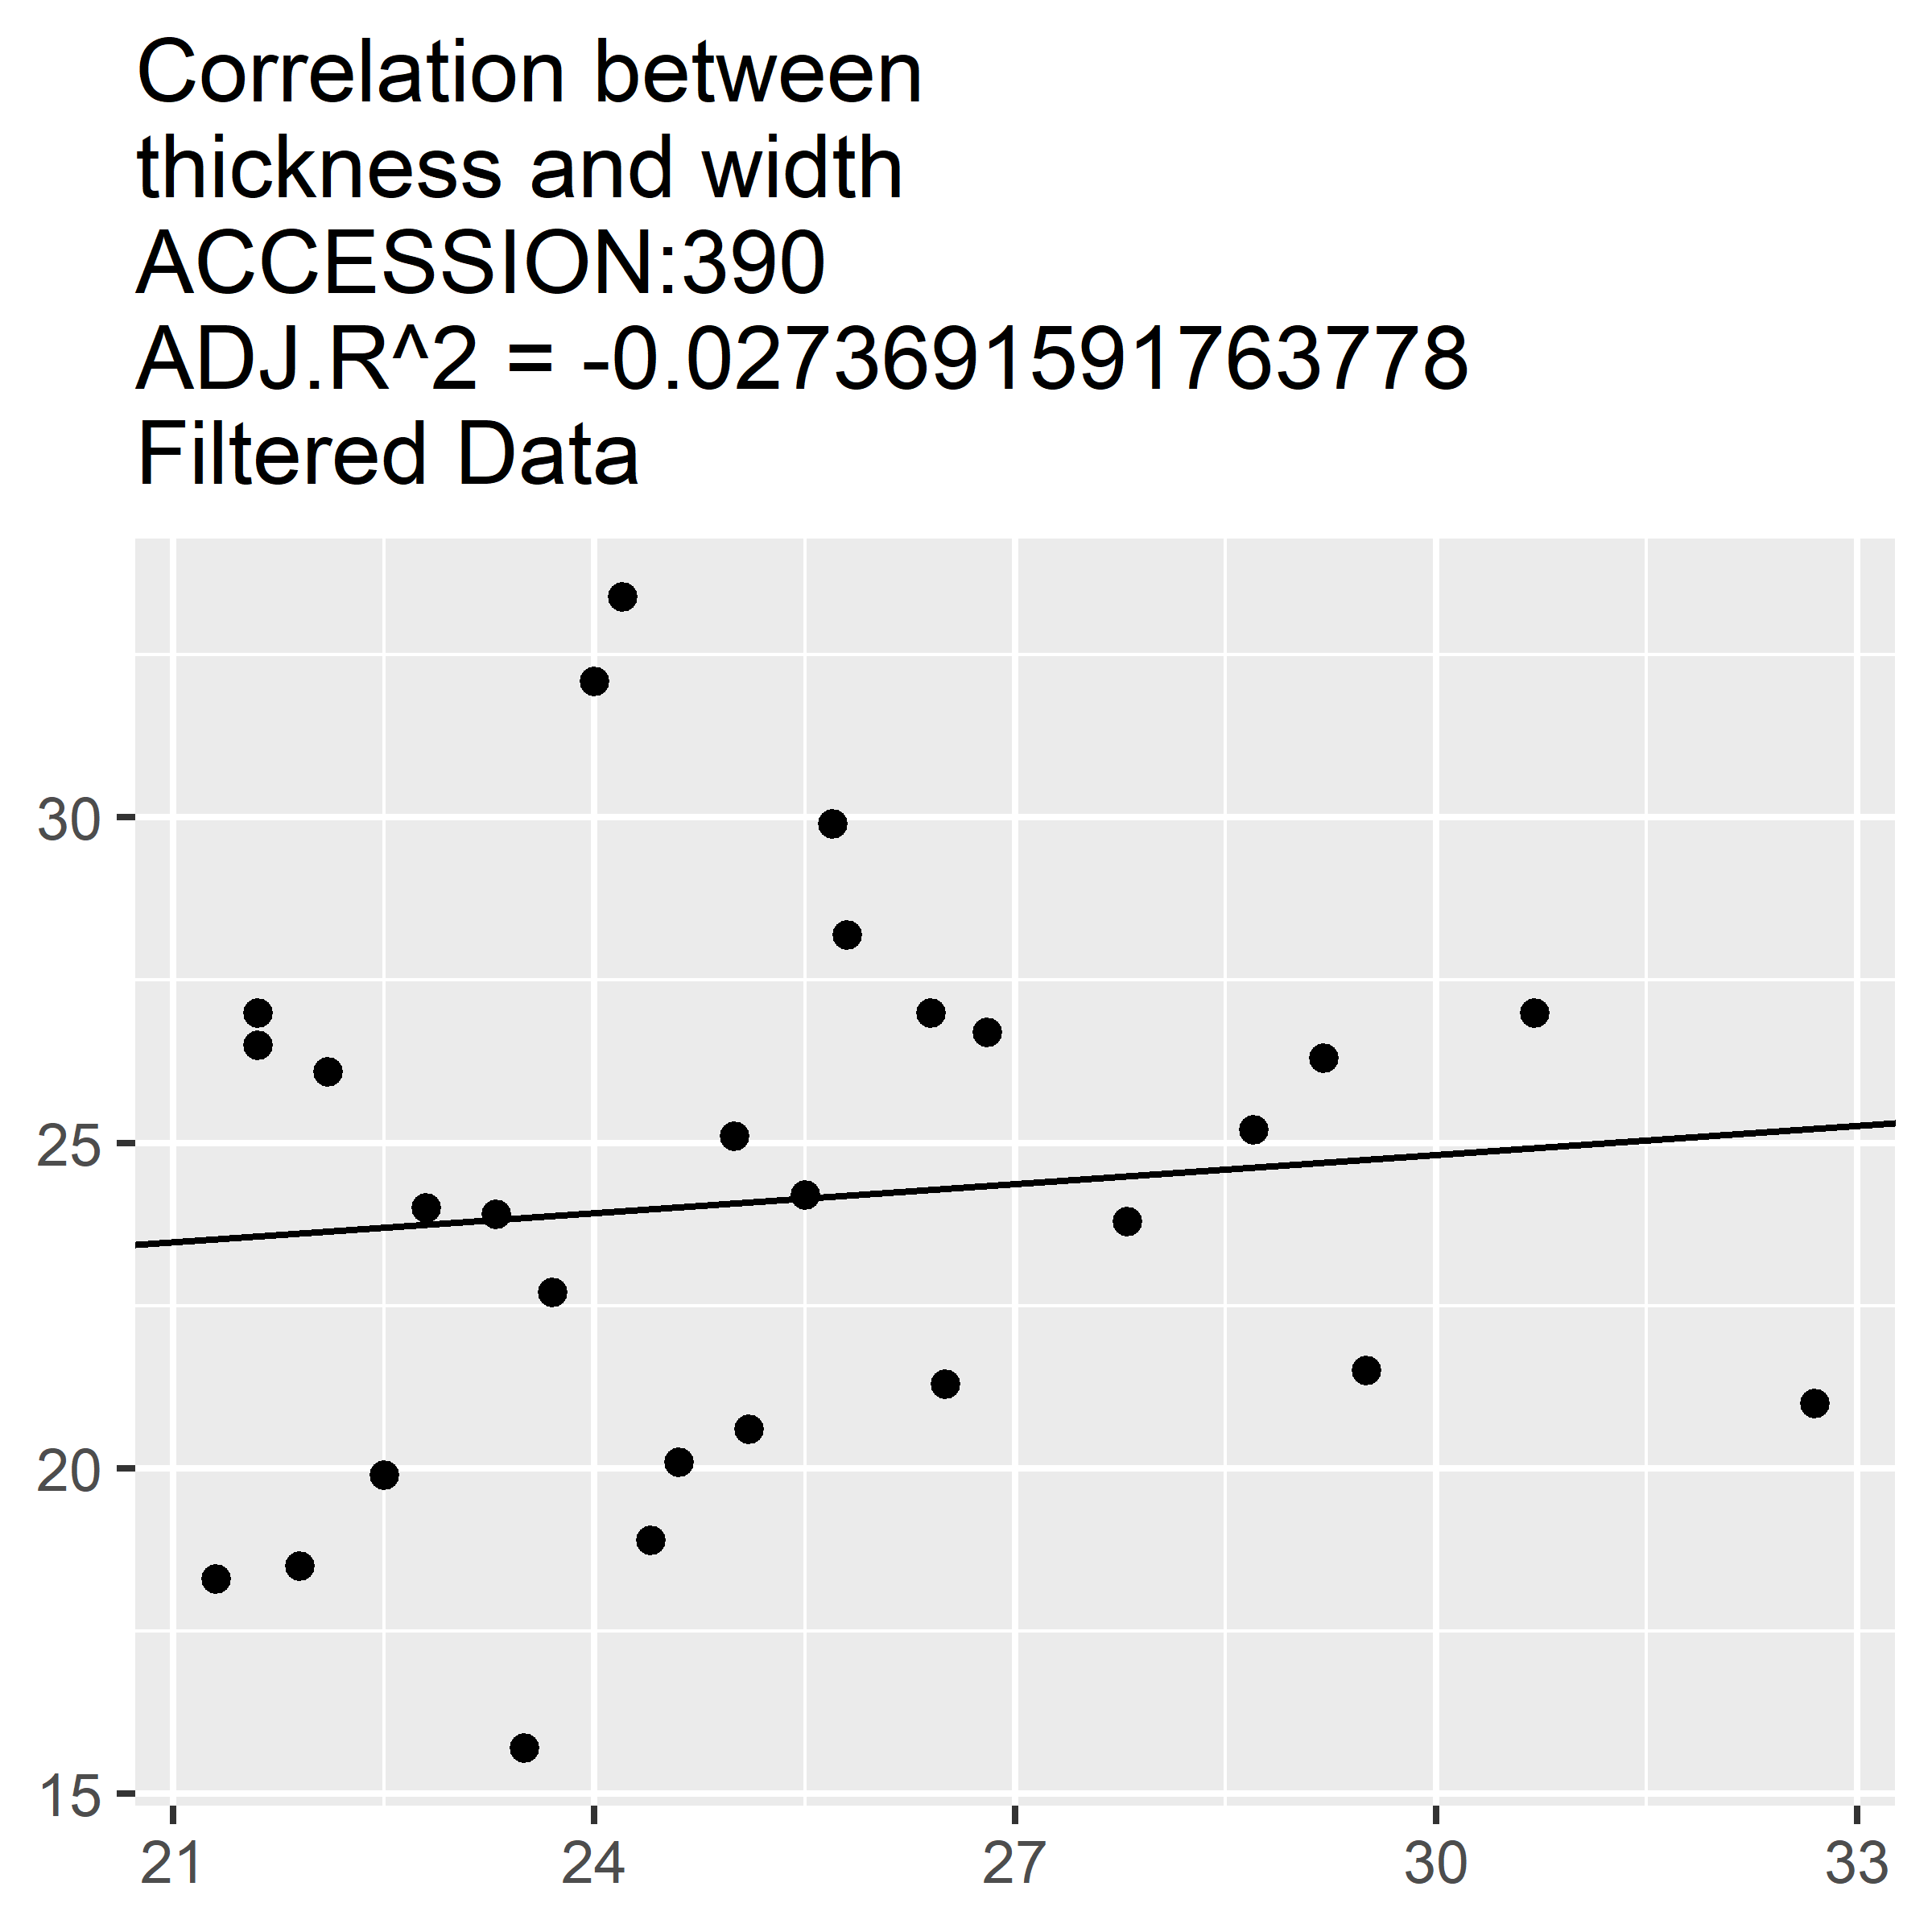 Correlation between
thickness and width
ACCESSION:390
ADJ.R^2 = -0.0273691591763778
Filtered Data
30
25
20
15
21 24 27 30 33